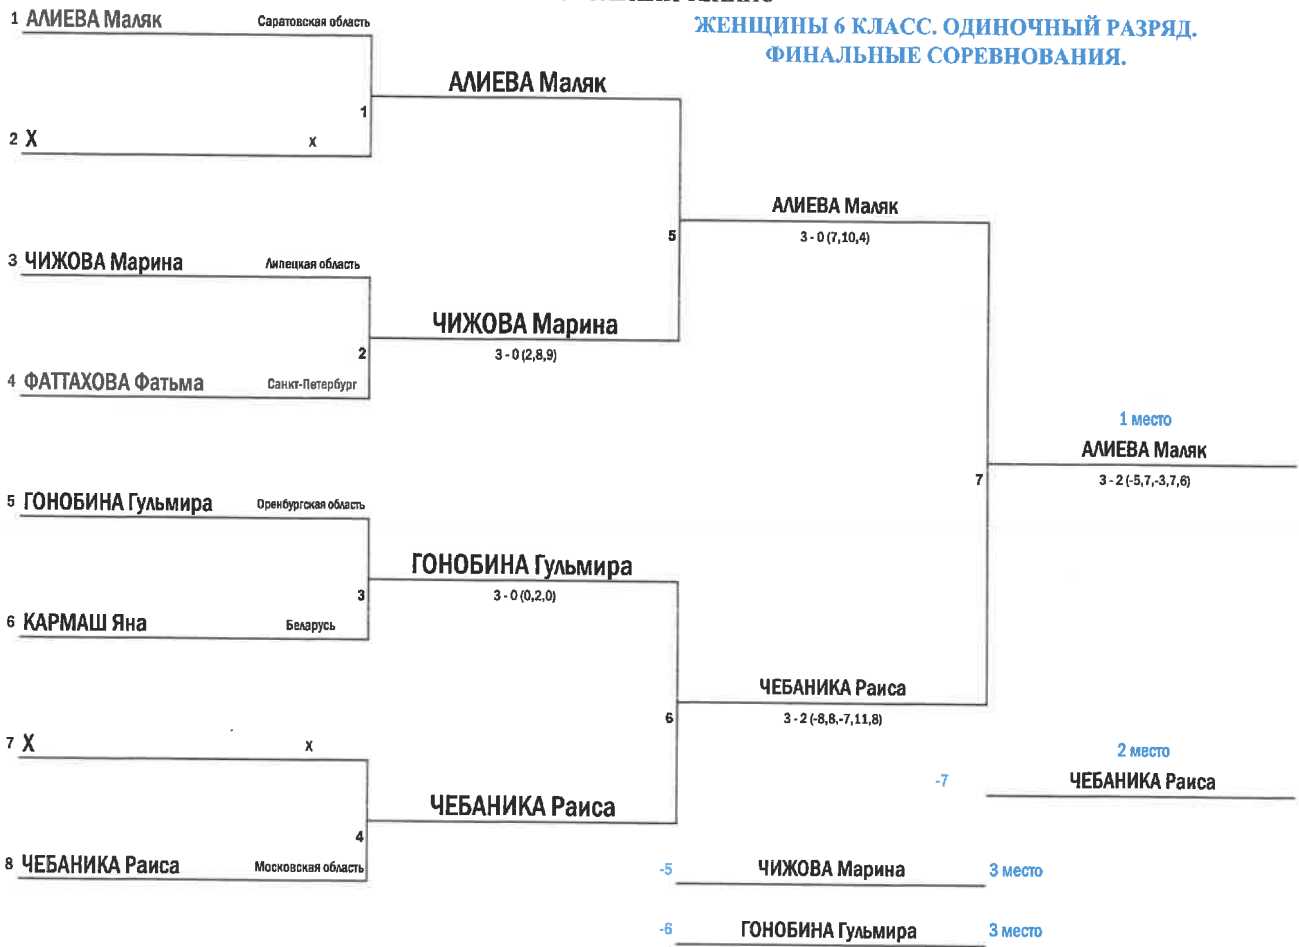 ЖЕНЩИНЫ 6 КЛАСС. ОДИНОЧНЫЙ РАЗРЯД.
ФИНАЛЬНЫЕ СОРЕВНОВАНИЯ.
1 АЛИЕВА Маляк Саратовская область
АЛИЕВА Маляк
1
2 X x
АЛИЕВА Маляк
3 - 0 (7,10,4)
5
3 ЧИЖОВА Марина Липецкая область
ЧИЖОВА Марина
3 - 0 (2,8,9)
2
4 ФАТТАХОВА Фатьма Санкт-Петербург
1 место
АЛИЕВА Маляк
3 - 2 (-5,7,-3,7,6)
7
5 ГОНОБИНА Гульмира Оренбургская область
ГОНОБИНА Гульмира
3 - 0 (0,2,0)
3
6 КАРМАШ Яна Беларусь
ЧЕБАНИКА Раиса
3 - 2 (-8,8,-7,11,8)
6
7 X x
2 место
-7 ЧЕБАНИКА Раиса
ЧЕБАНИКА Раиса
4
8 ЧЕБАНИКА Раиса Московская область
-5 ЧИЖОВА Марина 3 место
-6 ГОНОБИНА Гульмира 3 место